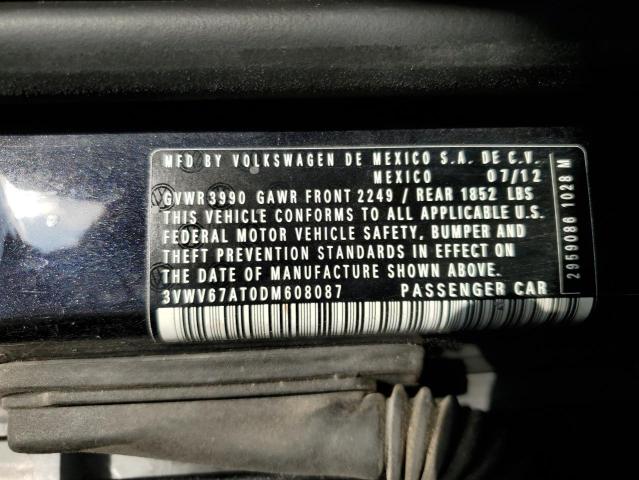 MFD BY VOLKSWAGEN DE MEXICO S.A. DE C.V.
MEXICO 07/12
GVWR 3990 GAWR FRONT 2249 / REAR 1852 LBS
THIS VEHICLE CONFORMS TO ALL APPLICABLE U.S.
FEDERAL MOTOR VEHICLE SAFETY, BUMPER AND
THEFT PREVENTION STANDARDS IN EFFECT ON
THE DATE OF MANUFACTURE SHOWN ABOVE.
3VWV67AT0DM608087 PASSENGER CAR
2959086 1028 M